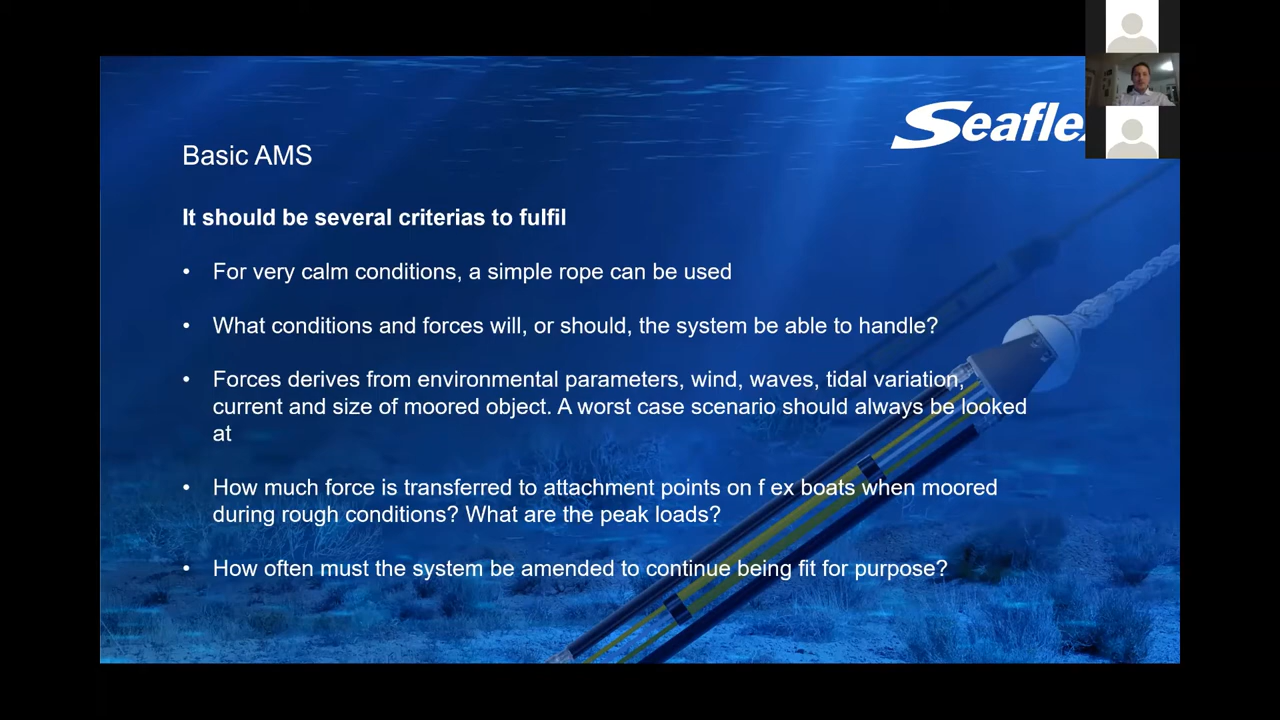 Seafle
Basic AMS
It should be several criterias to fulfil
• For very calm conditions, a simple rope can be used
• What conditions and forces will, or should, the system be able to handle?
• Forces derives from environmental parameters, wind, waves, tidal variation,
current and size of moored object. A worst case scenario should always be looked
at
• How much force is transferred to attachment points on f ex boats when moored
during rough conditions? What are the peak loads?
• How often must the system be amended to continue being fit for purpose?